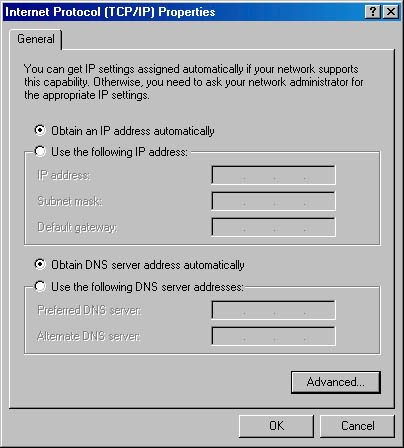 Internet Protocol (TCP/IP) Properties
General
You can get IP settings assigned automatically if your network supports
this capability. Otherwise, you need to ask your network administrator for
the appropriate IP settings.
Obtain an IP address automatically
Use the following IP address:
IP address:
Subnet mask:
Default gateway:
Obtain DNS server address automatically
Use the following DNS server addresses:
Preferred DNS server:
Alternate DNS server:
Advanced...
OK
Cancel